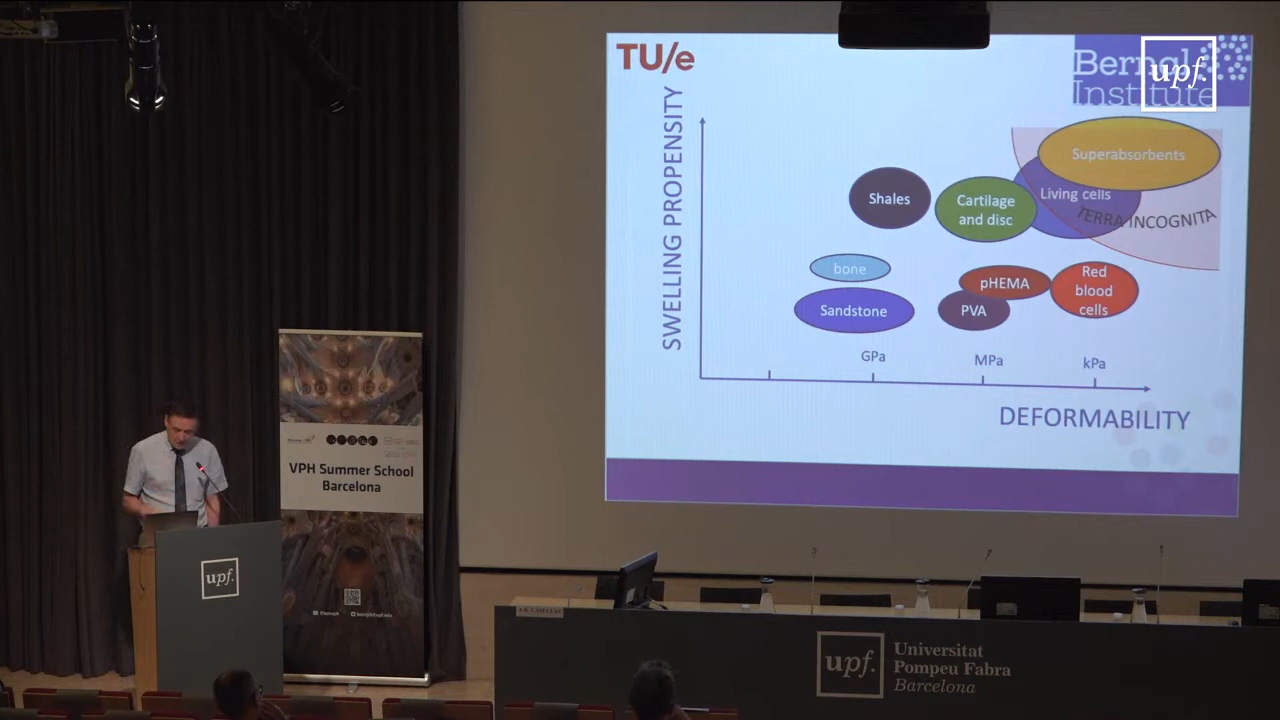 TU/e
Bernal
Institute
upf.
SWELLING PROPENSITY
Superabsorbents
Living cells
TERRA INCOGNITA
Shales
Cartilage
and disc
bone
Sandstone
pHEMA
PVA
Red
blood
cells
GPa
MPa
kPa
DEFORMABILITY
VPH Summer School
Barcelona
upf.
upf.
Universitat
Pompeu Fabra
Barcelona